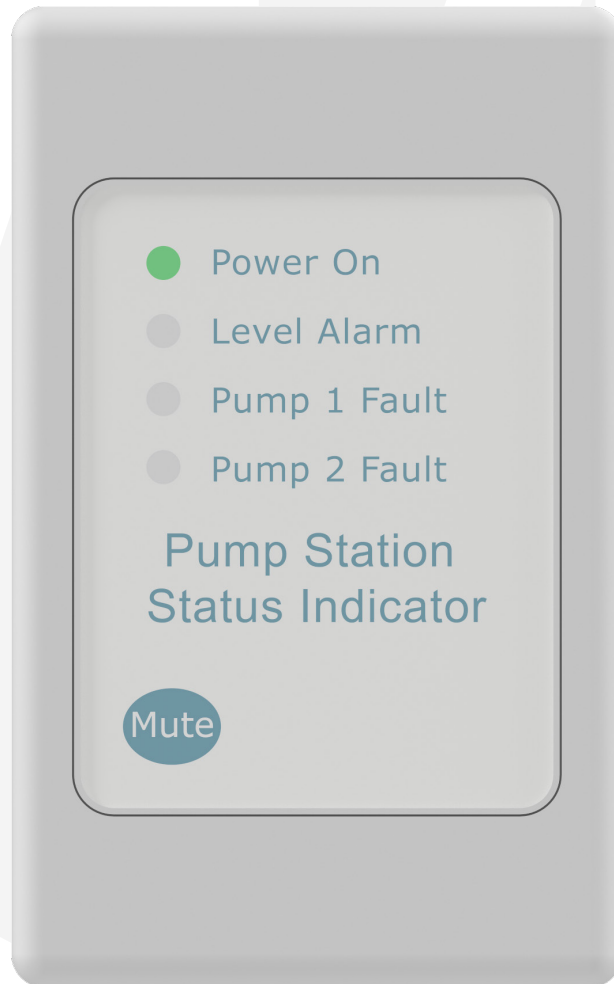 Power On
Level Alarm
Pump 1 Fault
Pump 2 Fault
Pump Station
Status Indicator
Mute